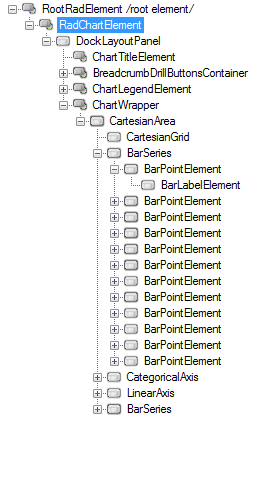 RootRadElement /root element/
RadChartElement
DockLayoutPanel
ChartTitleElement
BreadcrumbDrillButtonsContainer
ChartLegendElement
ChartWrapper
CartesianArea
CartesianGrid
BarSeries
BarPointElement
BarLabelElement
BarPointElement
BarPointElement
BarPointElement
BarPointElement
BarPointElement
BarPointElement
BarPointElement
BarPointElement
BarPointElement
BarPointElement
BarPointElement
CategoricalAxis
LinearAxis
BarSeries